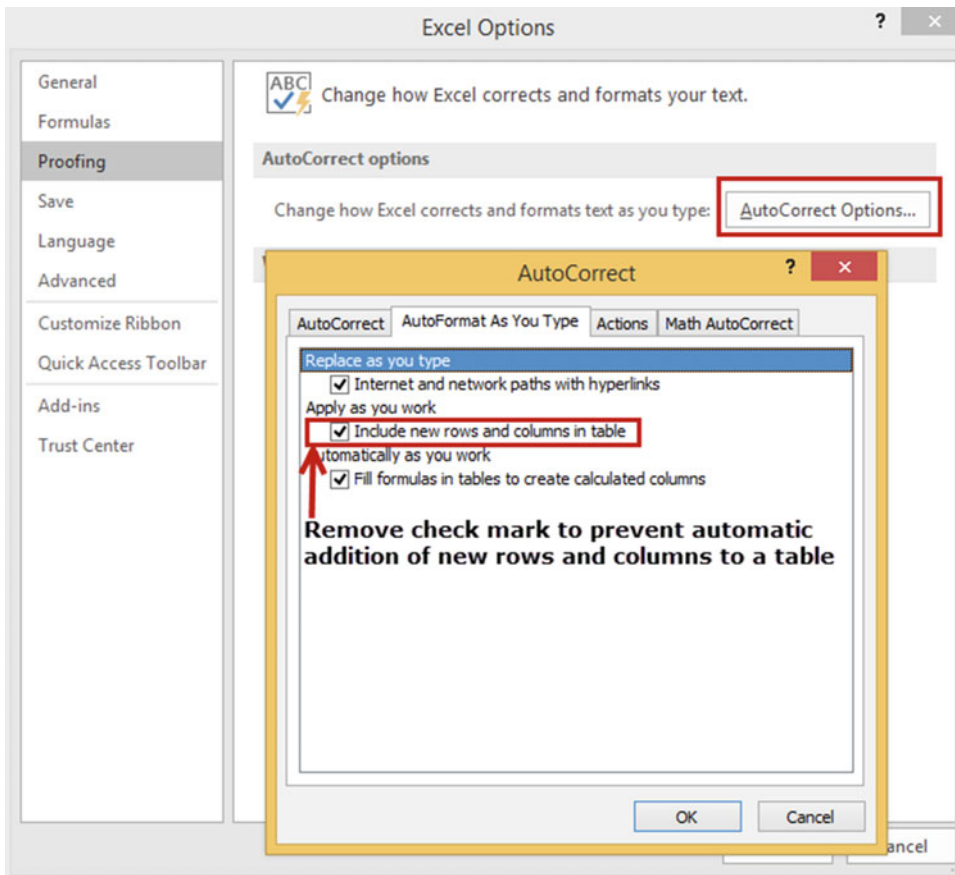 Excel Options
?
General
Formulas
Proofing
Save
Language
Advanced
Customize Ribbon
Quick Access Toolbar
Add-ins
Trust Center
ABC
Change how Excel corrects and formats your text.
AutoCorrect options
Change how Excel corrects and formats text as you type:
AutoCorrect Options...
AutoCorrect
?
AutoCorrect
AutoFormat As You Type
Actions
Math AutoCorrect
Replace as you type
Internet and network paths with hyperlinks
Apply as you work
Include new rows and columns in table
utomatically as you work
Fill formulas in tables to create calculated columns
Remove check mark to prevent automatic
addition of new rows and columns to a table
OK
Cancel
ancel